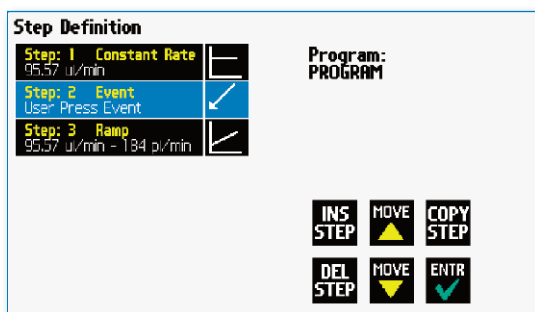 Step Definition
Step: 1 Constant Rate
95.57 ul/min
Step: 2 Event
User Press Event
Step: 3 Ramp
95.57 ul/min - 184 pl/min
Program:
PROGRAM
INS STEP
MOVE
COPY STEP
DEL STEP
MOVE
ENTR